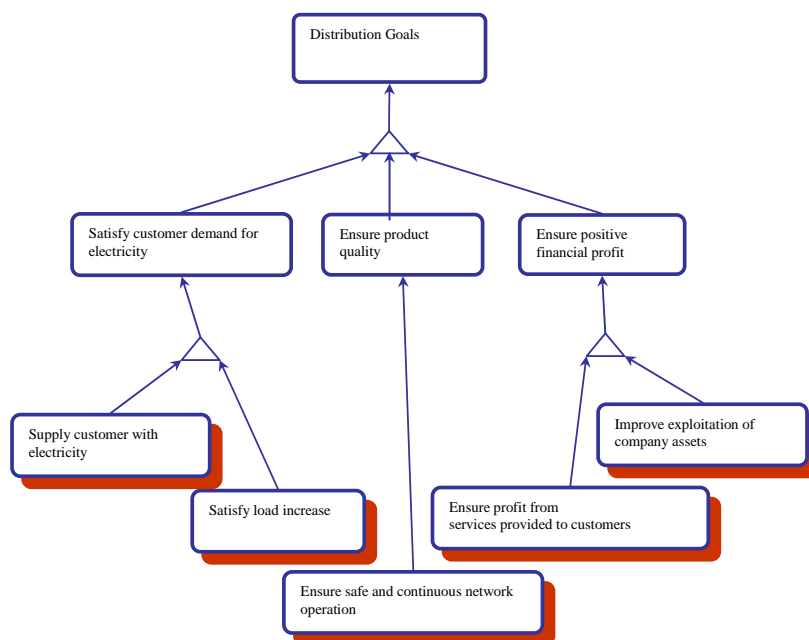 Distribution Goals
Satisfy customer demand for
electricity
Ensure product
quality
Ensure positive
financial profit
Supply customer with
electricity
Improve exploitation of
company assets
Satisfy load increase
Ensure profit from
services provided to customers
Ensure safe and continuous network
operation